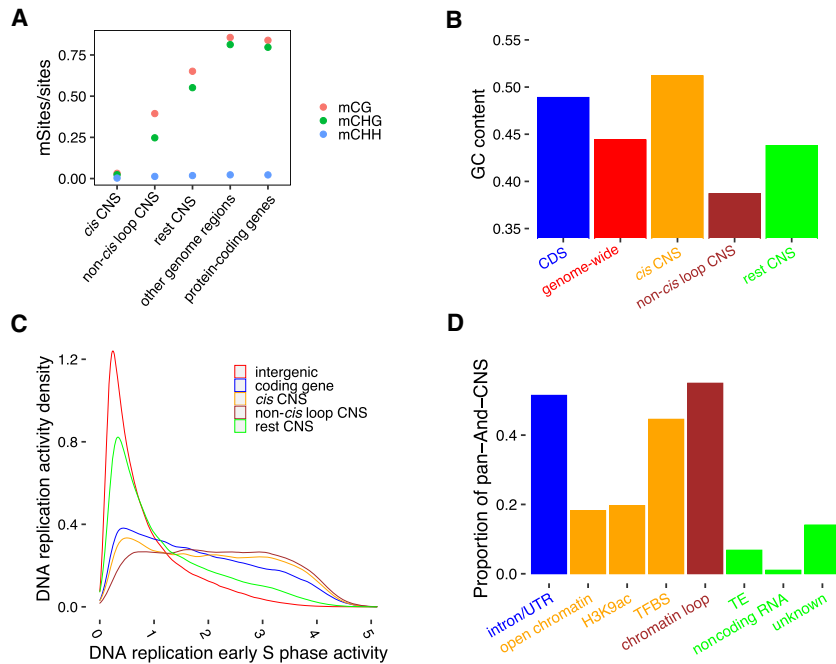 A
mSites/sites
0.75
0.50
0.25
0.00
cis CNS
non-cis loop CNS
rest CNS
other genome regions
protein-coding genes
mCG
mCHG
mCHH
B
GC content
0.55
0.50
0.45
0.40
0.35
CDS
genome-wide
cis CNS
non-cis loop CNS
rest CNS
C
DNA replication activity density
1.2
0.8
0.4
0.0
intergenic
coding gene
cis CNS
non-cis loop CNS
rest CNS
0
1
2
3
4
5
DNA replication early S phase activity
D
Proportion of pan−And−CNS
0.4
0.2
0.0
intron/UTR
open chromatin
H3K9ac
TFBS
chromatin loop
TE
noncoding RNA
unknown